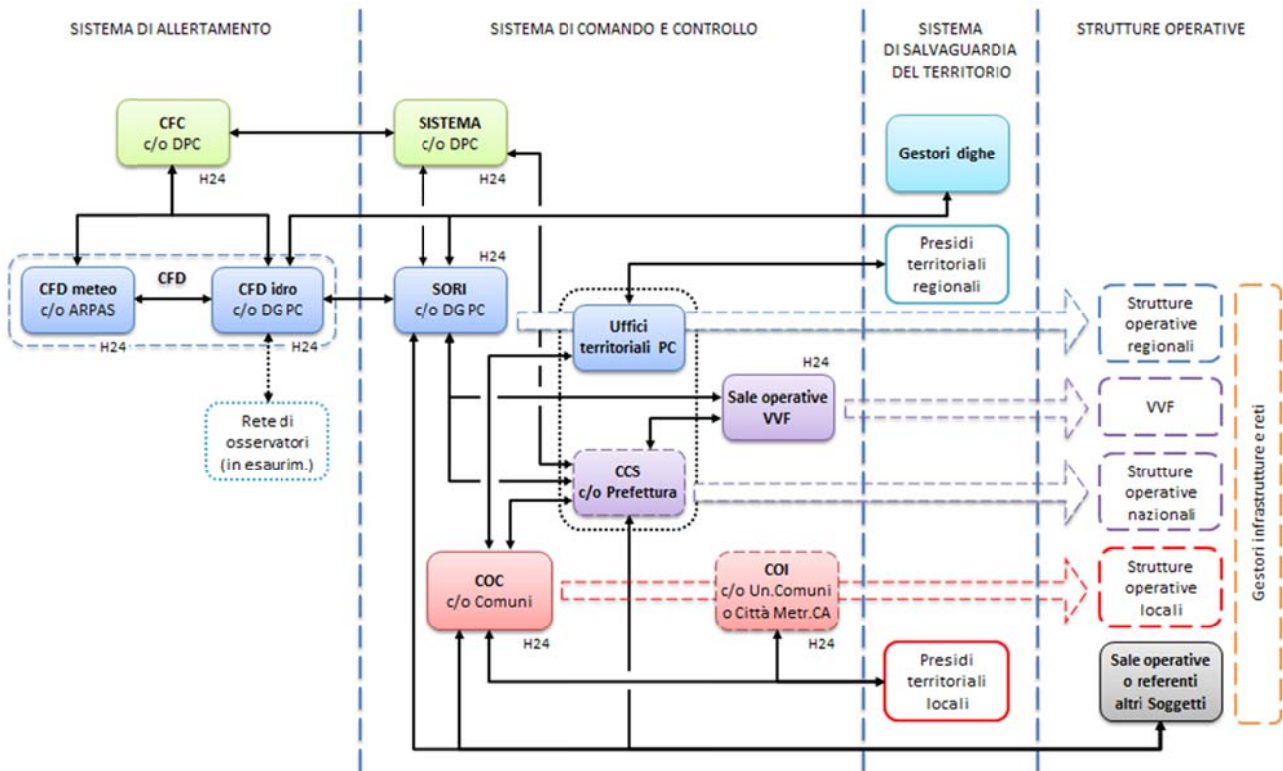 SISTEMA DI ALLERTAMENTO
SISTEMA DI COMANDO E CONTROLLO
SISTEMA
DI SALVAGUARDIA
DEL TERRITORIO
STRUTTURE OPERATIVE
CFC
c/o DPC
H24
SISTEMA
c/o DPC
H24
Gestori dighe
CFD meteo
c/o ARPAS
H24
CFD
CFD idro
c/o DG PC
H24
H24
SORI
c/o DG PC
Presidi
territoriali
regionali
Uffici
territoriali PC
Strutture
operative
regionali
Rete di
osservatori
(in esaurim.)
H24
Sale operative
VVF
VVF
CCS
c/o Prefettura
Strutture
operative
nazionali
COC
c/o Comuni
H24
COI
c/o Un.Comuni
o Città Metr.CA
H24
Strutture
operative
locali
Presidi
territoriali
locali
Sale operative
o referenti
altri Soggetti
Gestori infrastrutture e reti